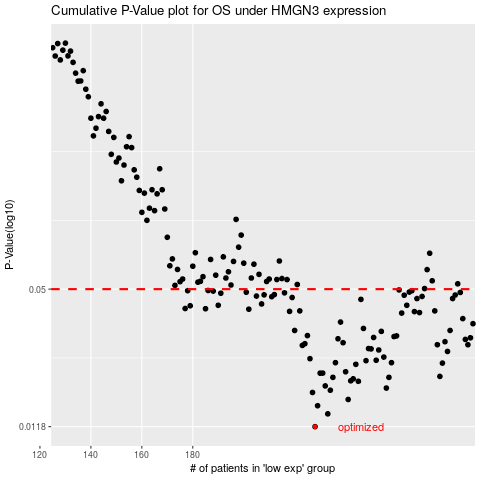 Cumulative P-Value plot for OS under HMGN3 expression
P-Value(log10)
0.05
0.0118
optimized
120 140 160 180
# of patients in 'low exp' group